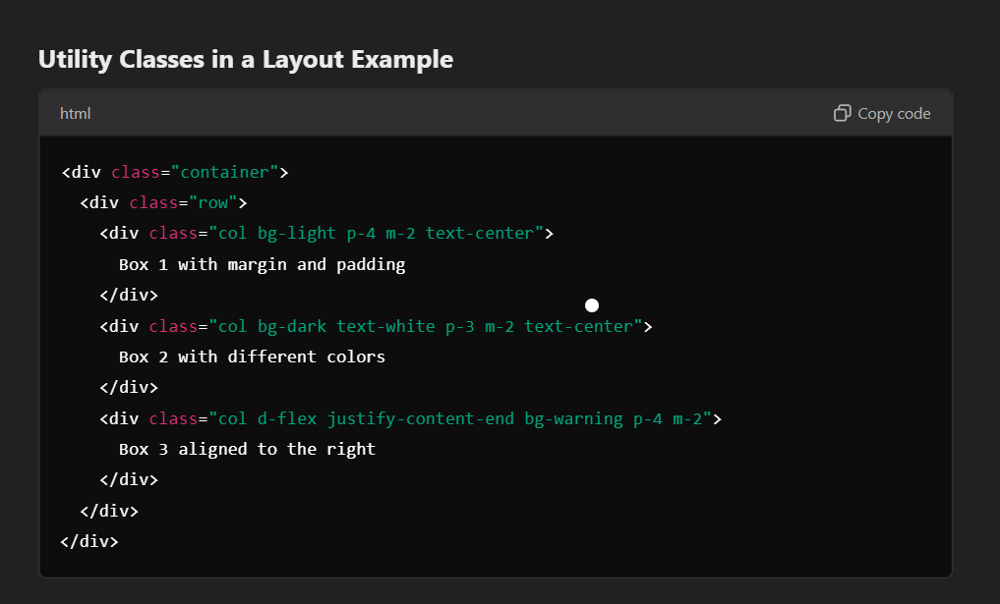 Utility Classes in a Layout Example
html
Copy code
<div class="container">
  <div class="row">
    <div class="col bg-light p-4 m-2 text-center">
      Box 1 with margin and padding
    </div>
    <div class="col bg-dark text-white p-3 m-2 text-center">
      Box 2 with different colors
    </div>
    <div class="col d-flex justify-content-end bg-warning p-4 m-2">
      Box 3 aligned to the right
    </div>
  </div>
</div>